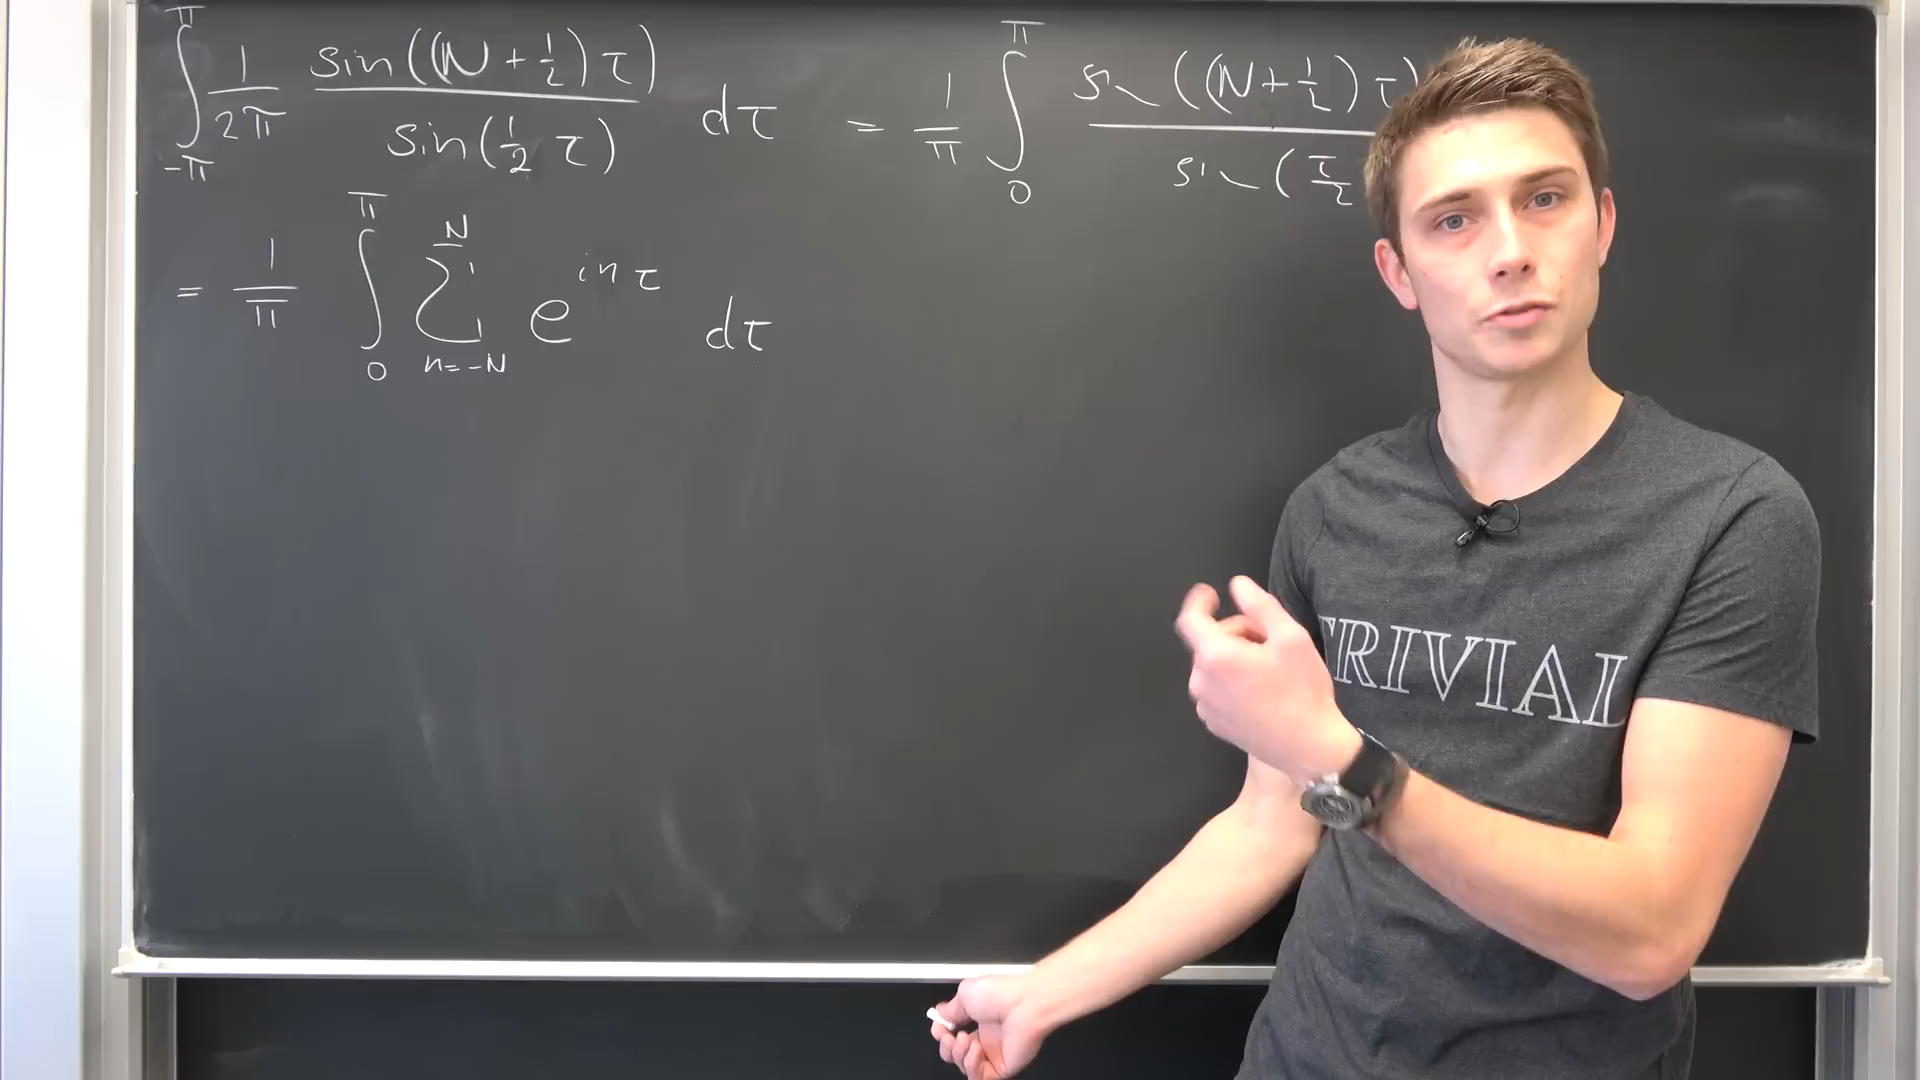 ∫_{-π}^{π} 1/2π sin((N+1/2)τ)/sin(1/2 τ) dτ = 1/π ∫_0^π sin((N+1/2)τ)/sin(τ/2
= 1/π ∫_0^π Σ_{n=-N}^N e^{inτ} dτ
TRIVIAL